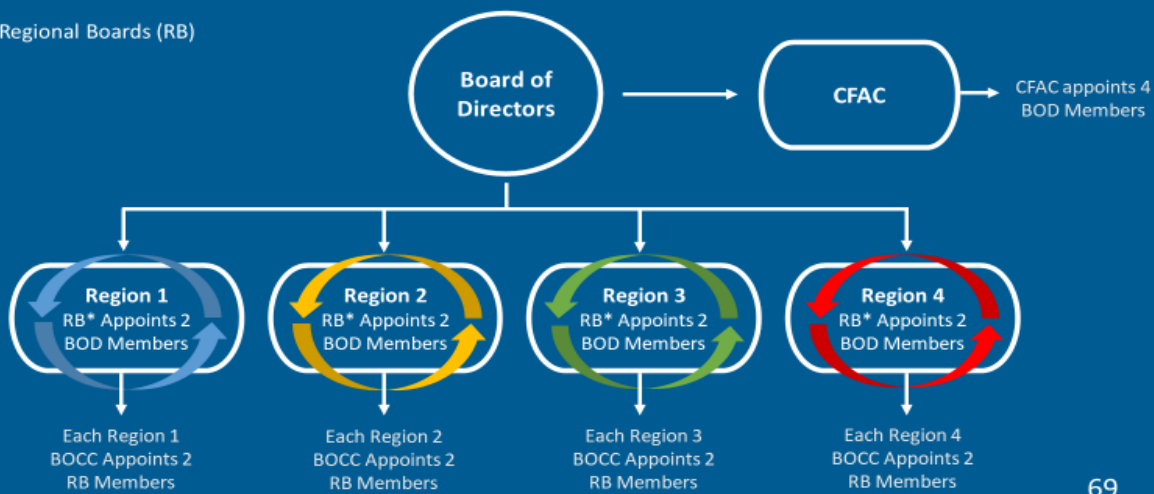 Regional Boards (RB)
Board of
Directors
CFAC
CFAC appoints 4
BOD Members
Region 1
RB* Appoints 2
BOD Members
Region 2
RB* Appoints 2
BOD Members
Region 3
RB* Appoints 2
BOD Members
Region 4
RB* Appoints 2
BOD Members
Each Region 1
BOCC Appoints 2
RB Members
Each Region 2
BOCC Appoints 2
RB Members
Each Region 3
BOCC Appoints 2
RB Members
Each Region 4
BOCC Appoints 2
RB Members
69